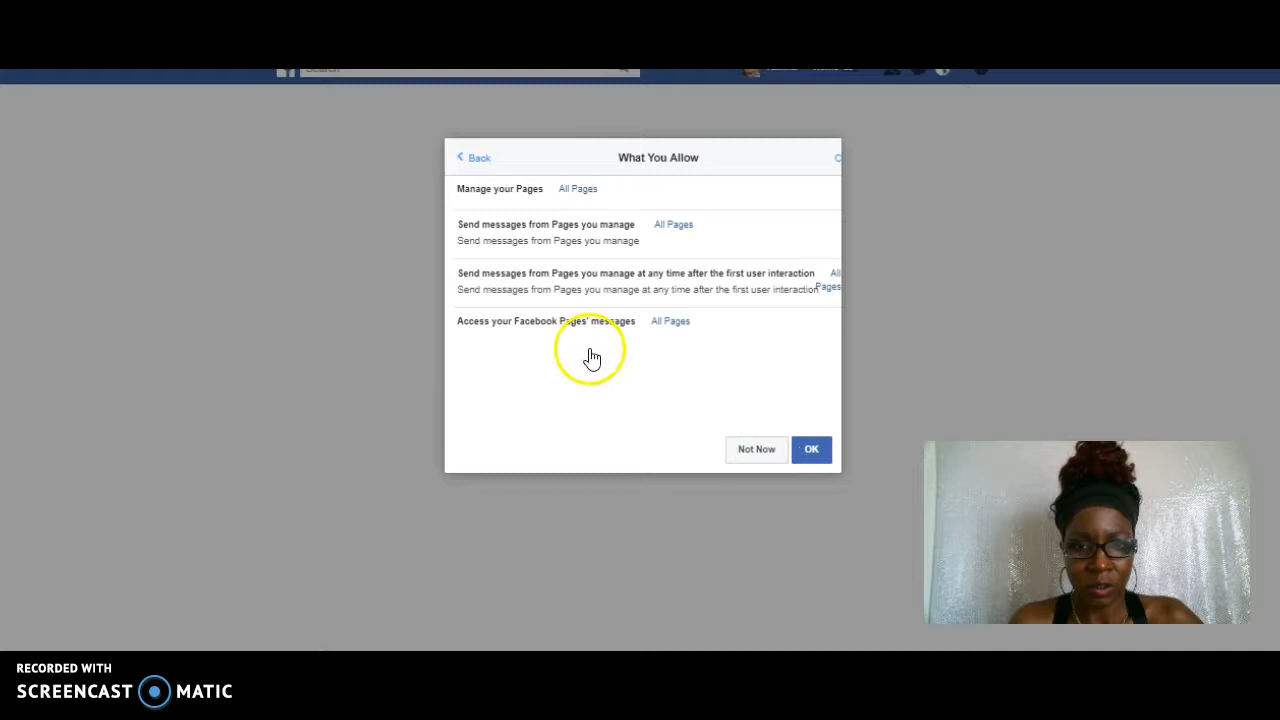 Search
Back
What You Allow
Manage your Pages All Pages
Send messages from Pages you manage All Pages
Send messages from Pages you manage
Send messages from Pages you manage at any time after the first user interaction All
Pages
Send messages from Pages you manage at any time after the first user interaction
Access your Facebook Pages' messages All Pages
Not Now OK
RECORDED WITH
SCREENCAST MATIC